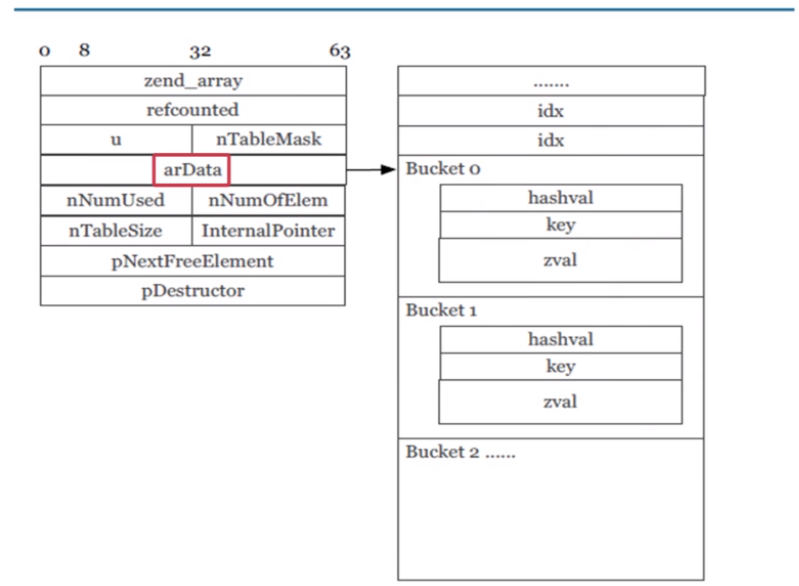 0 8 32 63
zend_array
refcounted
u nTableMask
arData
nNumUsed nNumOfElem
nTableSize InternalPointer
pNextFreeElement
pDestructor
.......
idx
idx
Bucket 0
hashval
key
zval
Bucket 1
hashval
key
zval
Bucket 2 ......